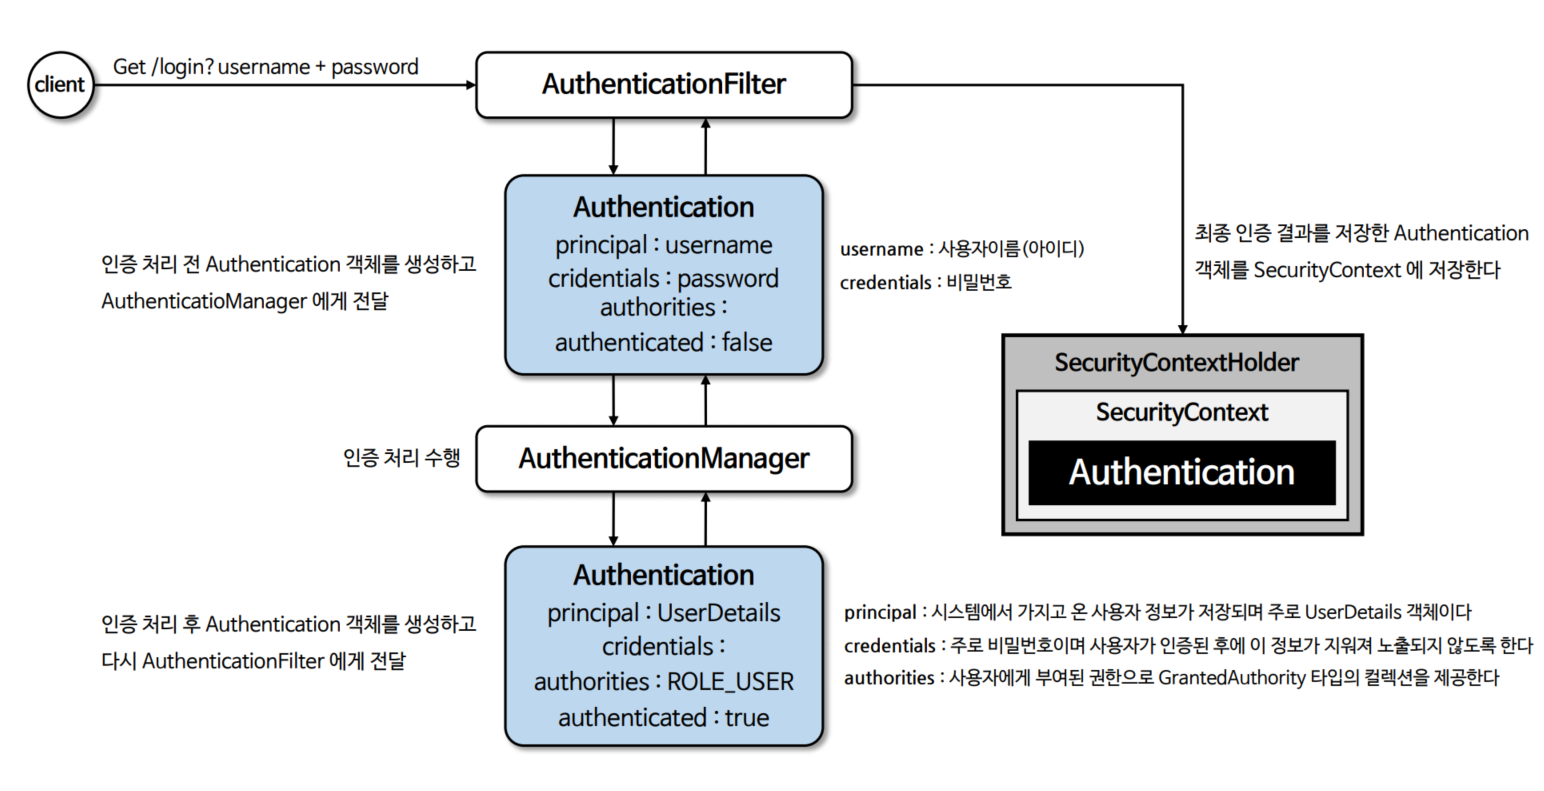 client
Get /login? username + password
AuthenticationFilter
Authentication
principal : username
cridentials : password
authorities :
authenticated : false
인증 처리 전 Authentication 객체를 생성하고
AuthenticatioManager 에게 전달
username : 사용자이름(아이디)
credentials : 비밀번호
최종 인증 결과를 저장한 Authentication
객체를 SecurityContext 에 저장한다
SecurityContextHolder
SecurityContext
Authentication
인증 처리 수행
AuthenticationManager
Authentication
principal : UserDetails
cridentials :
authorities : ROLE_USER
authenticated : true
인증 처리 후 Authentication 객체를 생성하고
다시 AuthenticationFilter 에게 전달
principal : 시스템에서 가지고 온 사용자 정보가 저장되며 주로 UserDetails 객체이다
credentials : 주로 비밀번호이며 사용자가 인증된 후에 이 정보가 지워져 노출되지 않도록 한다
authorities : 사용자에게 부여된 권한으로 GrantedAuthority 타입의 컬렉션을 제공한다